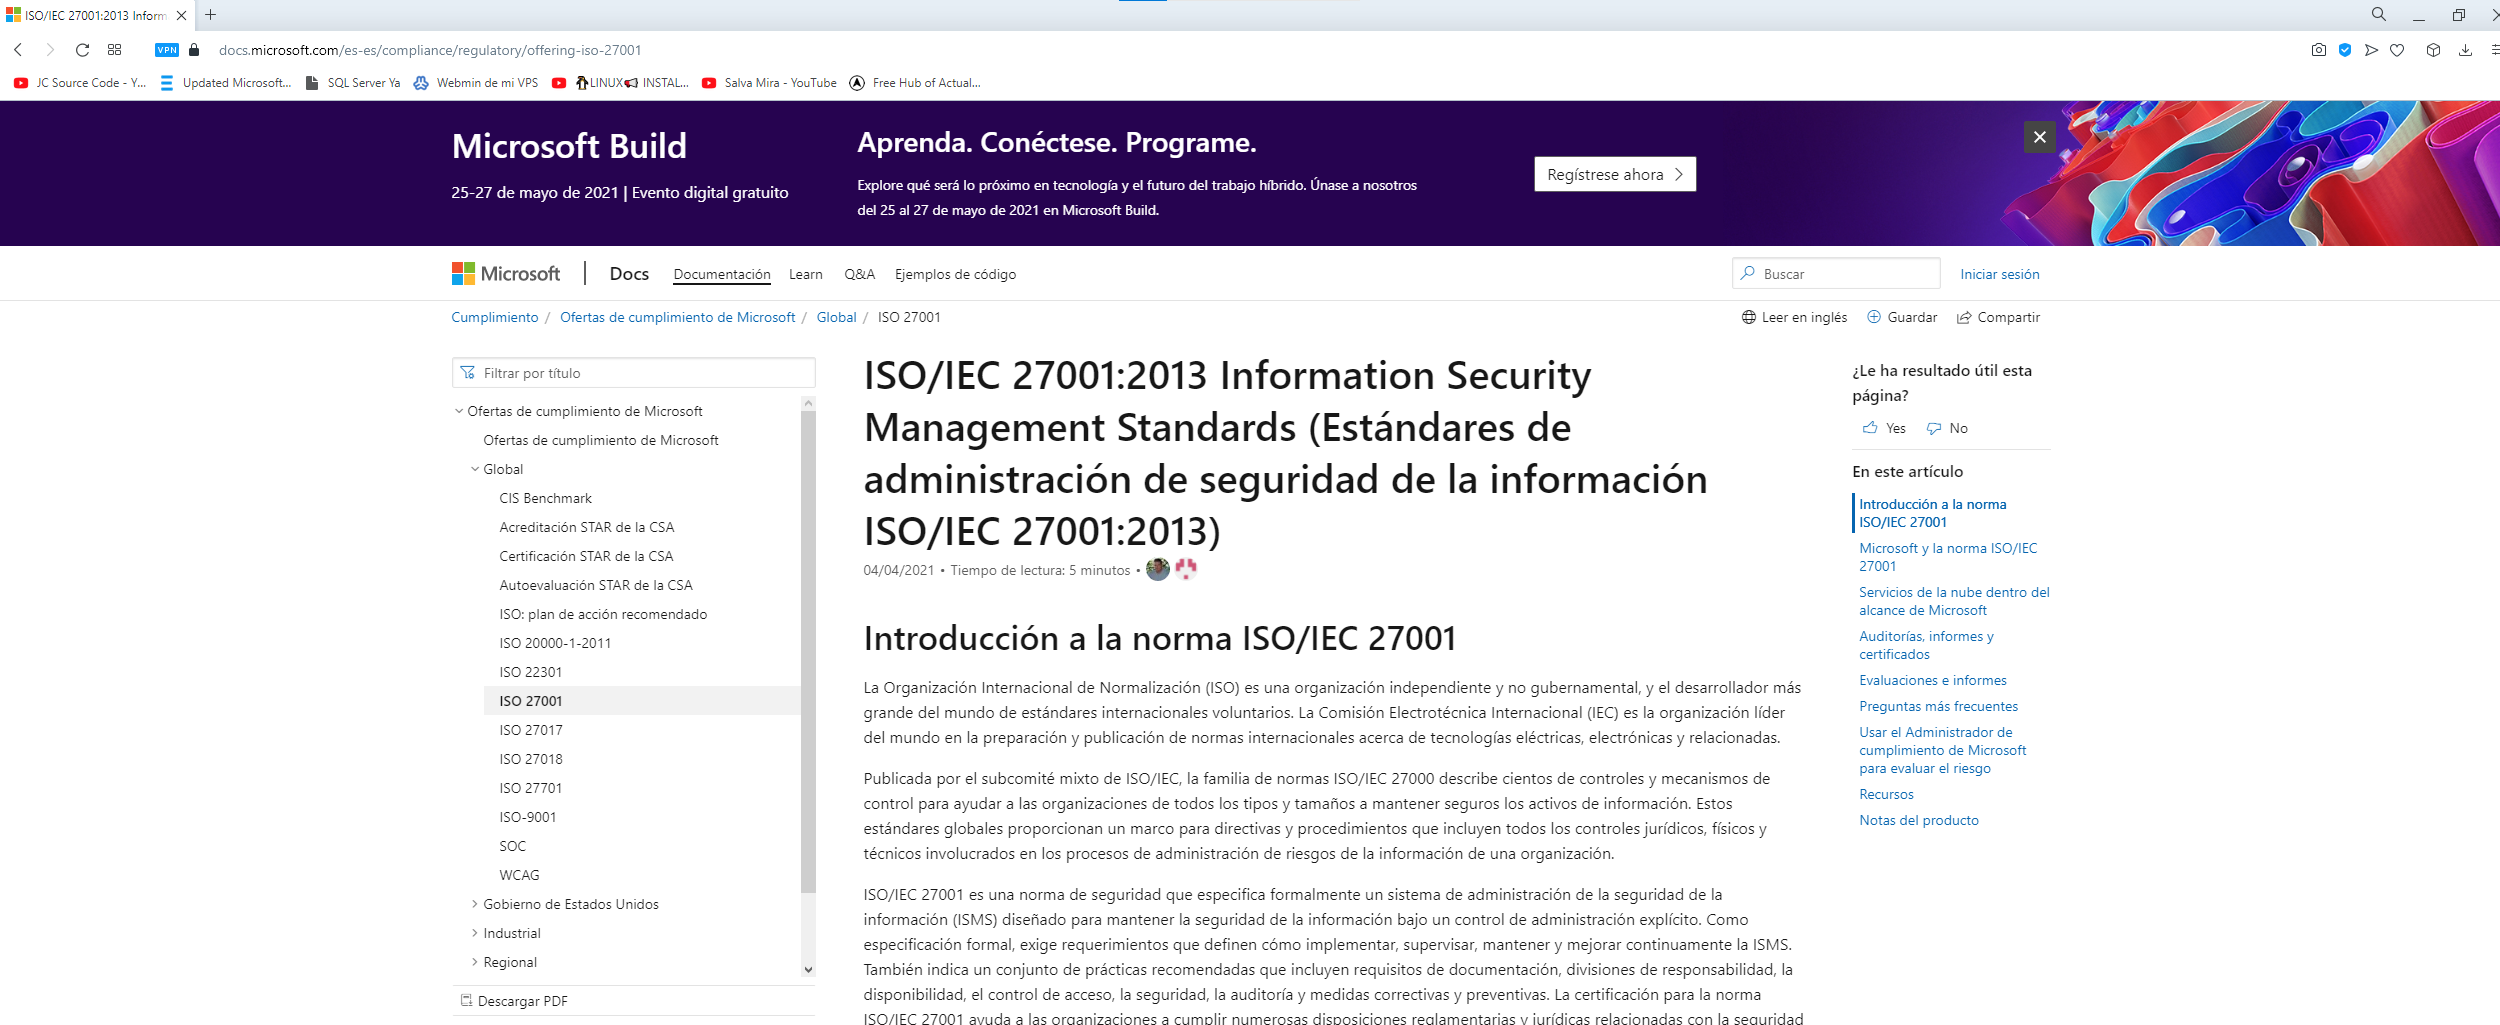 ISO/IEC 27001:2013 Inform
docs.microsoft.com/es-es/compliance/regulatory/offering-iso-27001
VPN
JC Source Code - Y...
Updated Microsoft...
SQL Server Ya
Webmin de mi VPS
LINUX
INSTAL...
Salva Mira - YouTube
Free Hub of Actual...
Microsoft Build
25-27 de mayo de 2021 | Evento digital gratuito
Aprenda. Conéctese. Programe.
Explore qué será lo próximo en tecnología y el futuro del trabajo híbrido. Únase a nosotros
del 25 al 27 de mayo de 2021 en Microsoft Build.
Regístrese ahora
Microsoft
Docs
Documentación
Learn
Q&A
Ejemplos de código
Buscar
Iniciar sesión
Cumplimiento / Ofertas de cumplimiento de Microsoft / Global / ISO 27001
Leer en inglés
Guardar
Compartir
Filtrar por título
Ofertas de cumplimiento de Microsoft
Ofertas de cumplimiento de Microsoft
Global
CIS Benchmark
Acreditación STAR de la CSA
Certificación STAR de la CSA
Autoevaluación STAR de la CSA
ISO: plan de acción recomendado
ISO 20000-1-2011
ISO 22301
ISO 27001
ISO 27017
ISO 27018
ISO 27701
ISO-9001
SOC
WCAG
Gobierno de Estados Unidos
Industrial
Regional
Descargar PDF
ISO/IEC 27001:2013 Information Security
Management Standards (Estándares de
administración de seguridad de la información
ISO/IEC 27001:2013)
04/04/2021 • Tiempo de lectura: 5 minutos •
Introducción a la norma ISO/IEC 27001
La Organización Internacional de Normalización (ISO) es una organización independiente y no gubernamental, y el desarrollador más
grande del mundo de estándares internacionales voluntarios. La Comisión Electrotécnica Internacional (IEC) es la organización líder
del mundo en la preparación y publicación de normas internacionales acerca de tecnologías eléctricas, electrónicas y relacionadas.
Publicada por el subcomité mixto de ISO/IEC, la familia de normas ISO/IEC 27000 describe cientos de controles y mecanismos de
control para ayudar a las organizaciones de todos los tipos y tamaños a mantener seguros los activos de información. Estos
estándares globales proporcionan un marco para directivas y procedimientos que incluyen todos los controles jurídicos, físicos y
técnicos involucrados en los procesos de administración de riesgos de la información de una organización.
ISO/IEC 27001 es una norma de seguridad que especifica formalmente un sistema de administración de la seguridad de la
información (ISMS) diseñado para mantener la seguridad de la información bajo un control de administración explícito. Como
especificación formal, exige requerimientos que definen cómo implementar, supervisar, mantener y mejorar continuamente la ISMS.
También indica un conjunto de prácticas recomendadas que incluyen requisitos de documentación, divisiones de responsabilidad, la
disponibilidad, el control de acceso, la seguridad, la auditoría y medidas correctivas y preventivas. La certificación para la norma
ISO/IEC 27001 ayuda a las organizaciones a cumplir numerosas disposiciones reglamentarias y jurídicas relacionadas con la seguridad
¿Le ha resultado útil esta
página?
Yes
No
En este artículo
Introducción a la norma
ISO/IEC 27001
Microsoft y la norma ISO/IEC
27001
Servicios de la nube dentro del
alcance de Microsoft
Auditorías, informes y
certificados
Evaluaciones e informes
Preguntas más frecuentes
Usar el Administrador de
cumplimiento de Microsoft
para evaluar el riesgo
Recursos
Notas del producto